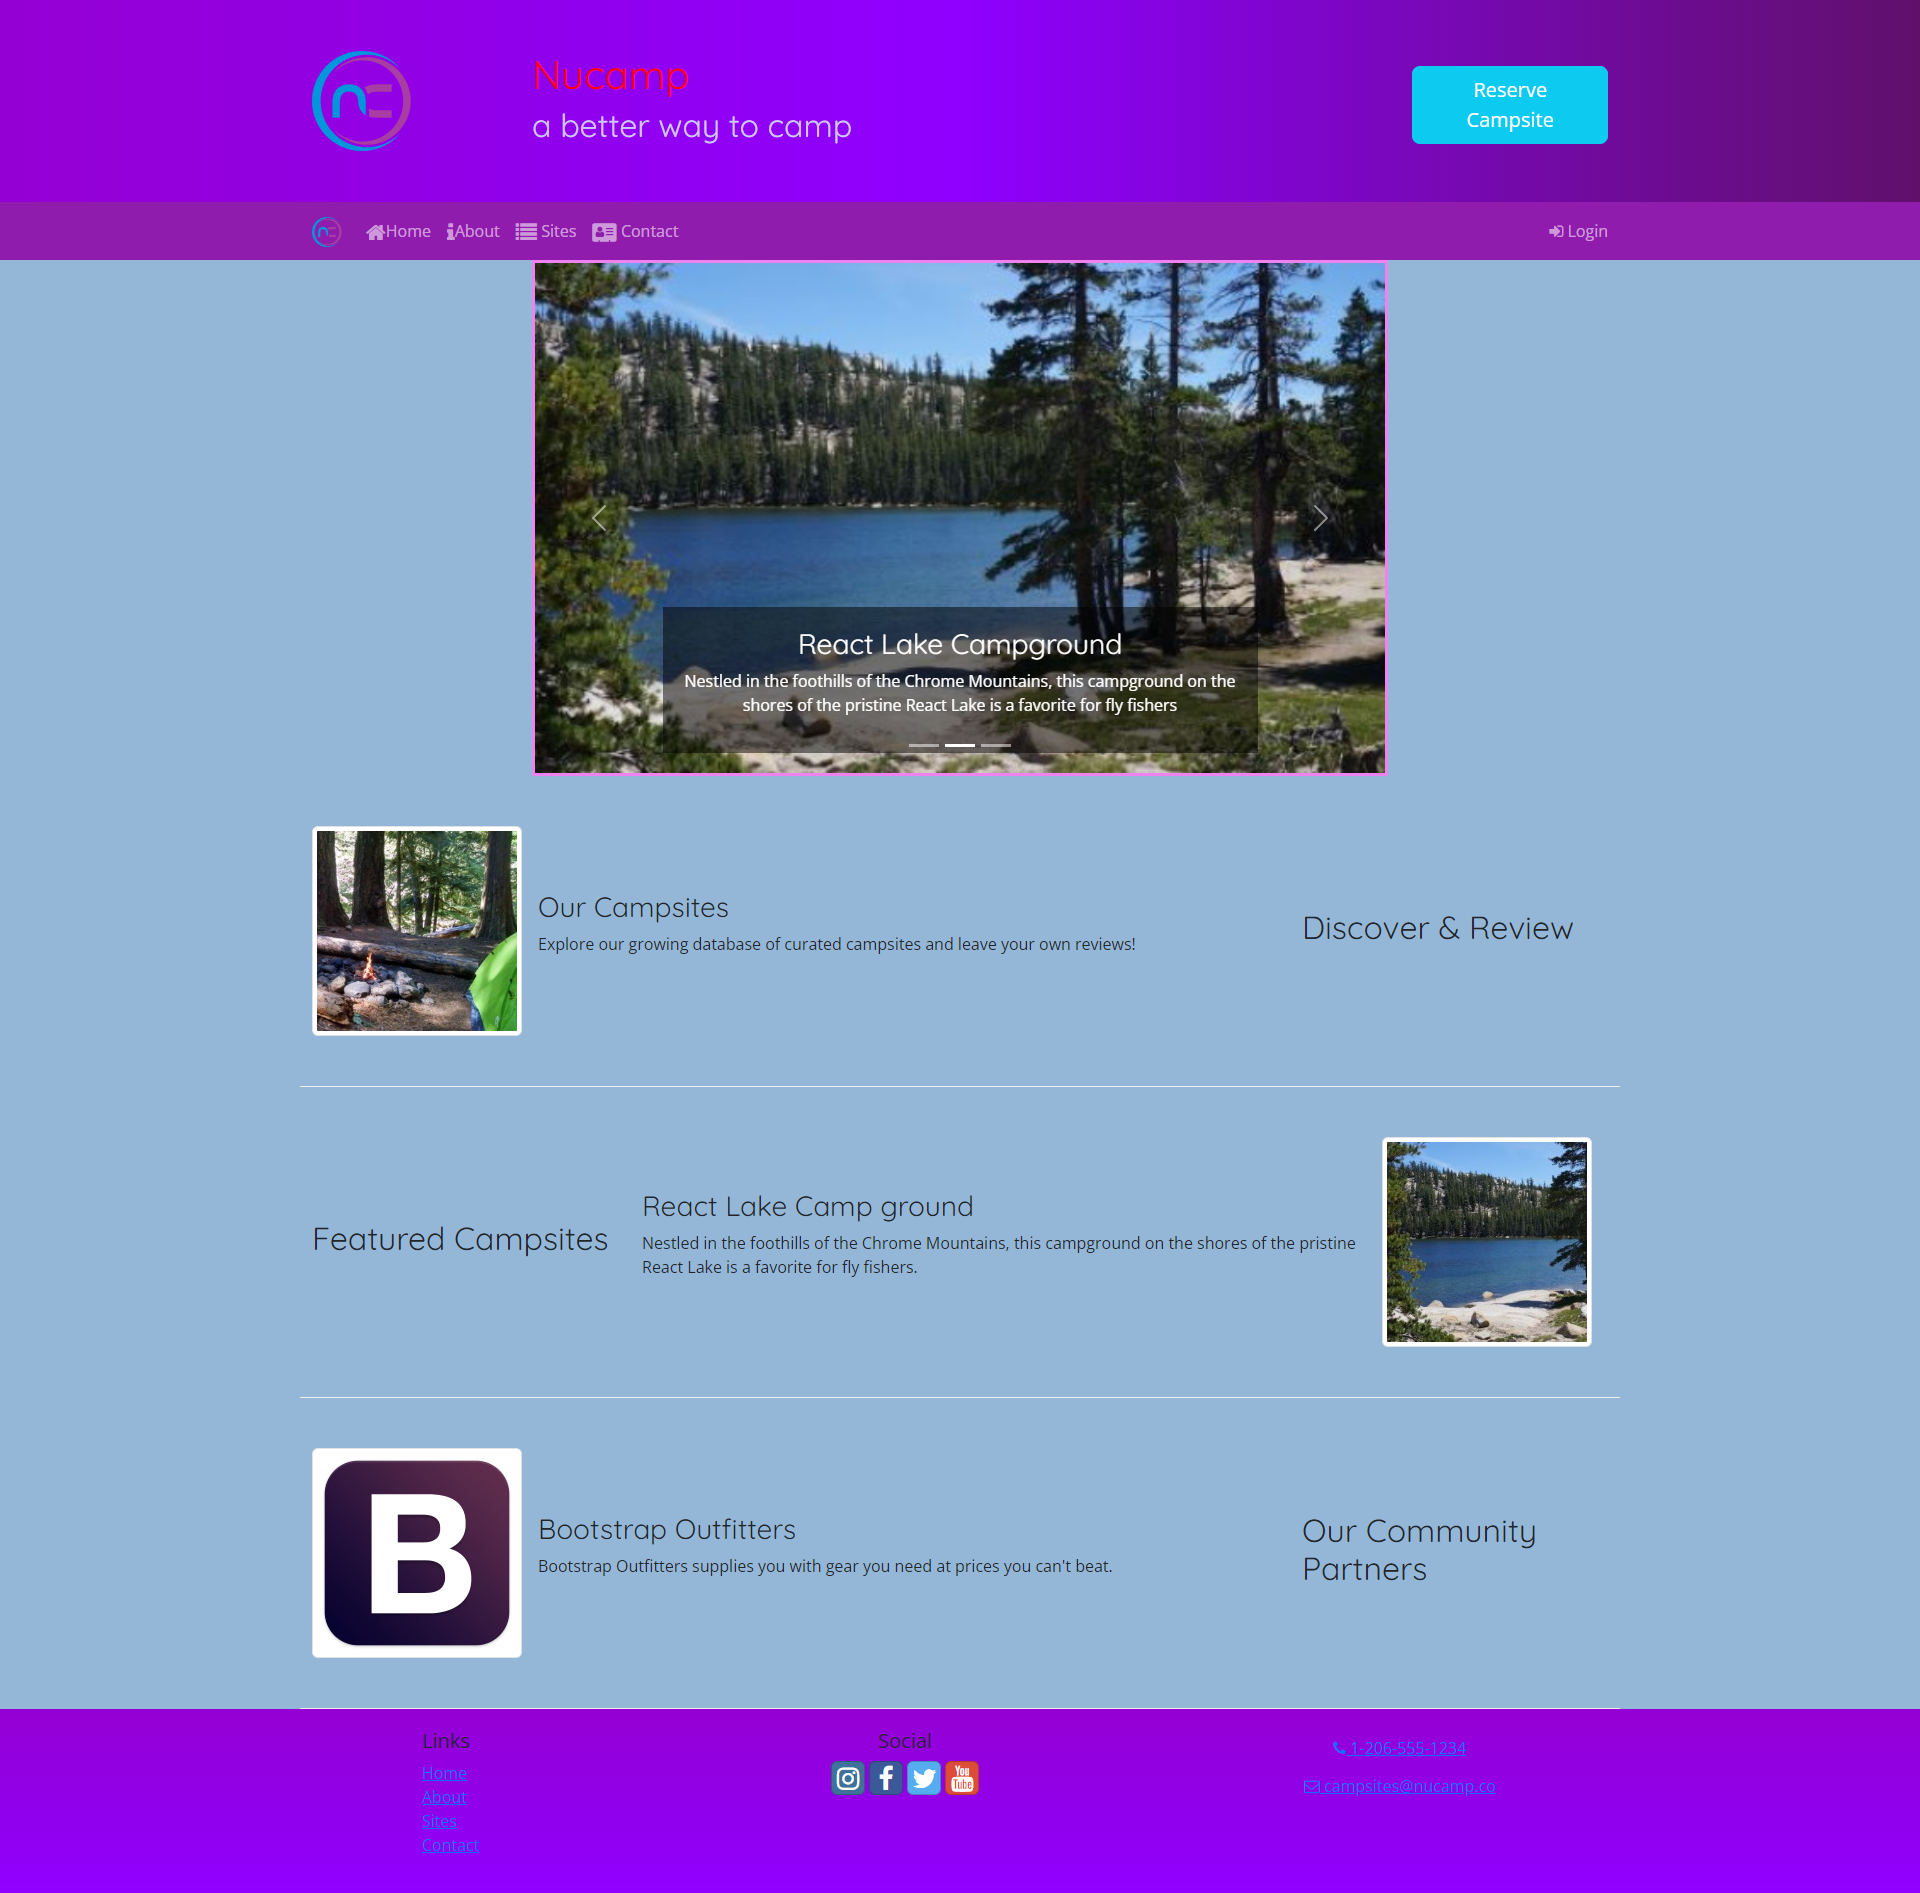 nc
Nucamp
a better way to camp
Reserve
Campsite
nc
Home
About
Sites
Contact
Login
React Lake Campground
Nestled in the foothills of the Chrome Mountains, this campground on the
shores of the pristine React Lake is a favorite for fly fishers
Our Campsites
Explore our growing database of curated campsites and leave your own reviews!
Discover & Review
Featured Campsites
React Lake Camp ground
Nestled in the foothills of the Chrome Mountains, this campground on the shores of the pristine
React Lake is a favorite for fly fishers.
B
Bootstrap Outfitters
Bootstrap Outfitters supplies you with gear you need at prices you can't beat.
Our Community
Partners
Links
Home
About
Sites
Contact
Social
You
Tube
1-206-555-1234
campsites@nucamp.co